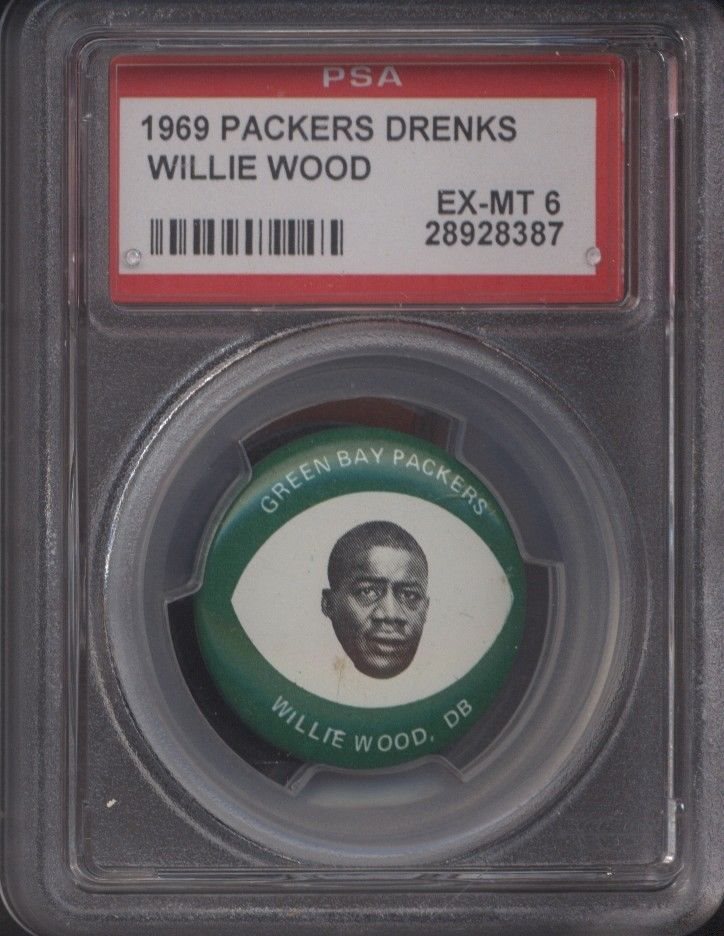 PSA
1969 PACKERS DRENKS
WILLIE WOOD
EX-MT 6
28928387
GREEN BAY PACKERS
WILLIE WOOD, DB